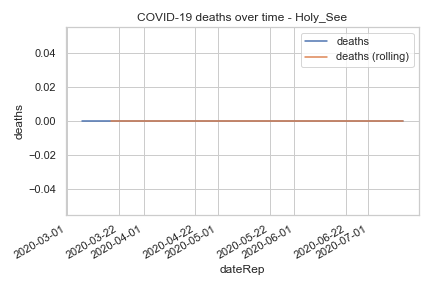 COVID-19 deaths over time - Holy_See
deaths
deaths (rolling)
0.04
0.02
0.00
−0.02
−0.04
deaths
2020-03-01
2020-03-22
2020-04-01
2020-04-22
2020-05-01
2020-05-22
2020-06-01
2020-06-22
2020-07-01
dateRep